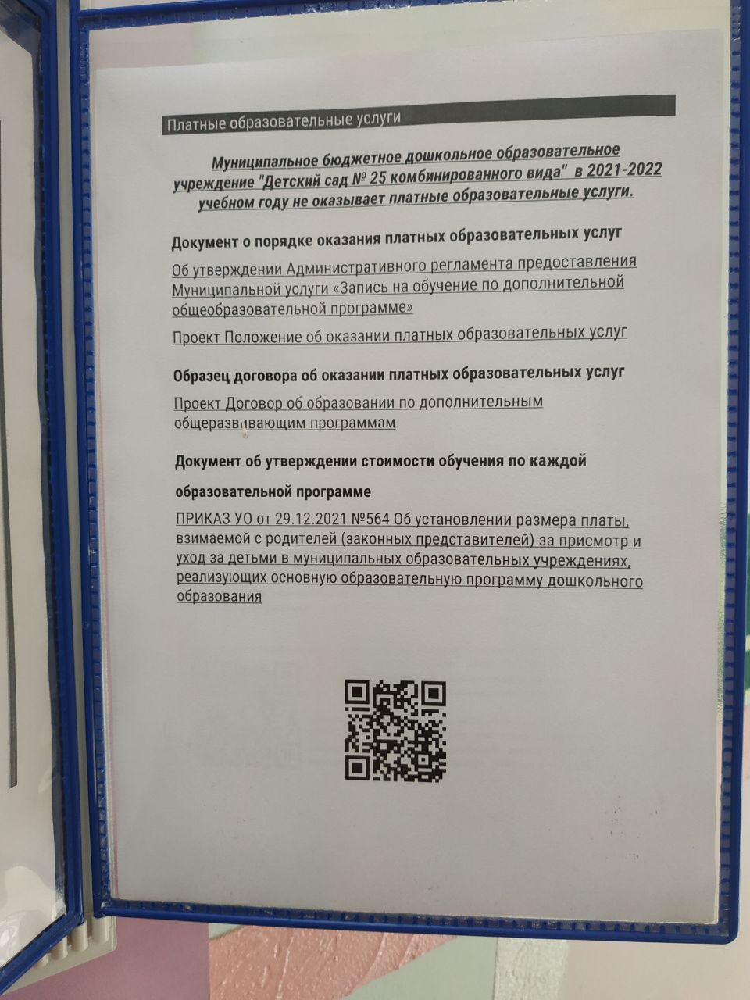 Платные образовательные услуги
Муниципальное бюджетное дошкольное образовательное
учреждение "Детский сад № 25 комбинированного вида" в 2021-2022
учебном году не оказывает платные образовательные услуги.
Документ о порядке оказания платных образовательных услуг
Об утверждении Административного регламента предоставления
Муниципальной услуги «Запись на обучение по дополнительной
общеобразовательной программе»
Проект Положение об оказании платных образовательных услуг
Образец договора об оказании платных образовательных услуг
Проект Договор об образовании по дополнительным
общеразвивающим программам
Документ об утверждении стоимости обучения по каждой
образовательной программе
ПРИКАЗ УО от 29.12.2021 №564 Об установлении размера платы,
взимаемой с родителей (законных представителей) за присмотр и
уход за детьми в муниципальных образовательных учреждениях,
реализующих основную образовательную программу дошкольного
образования